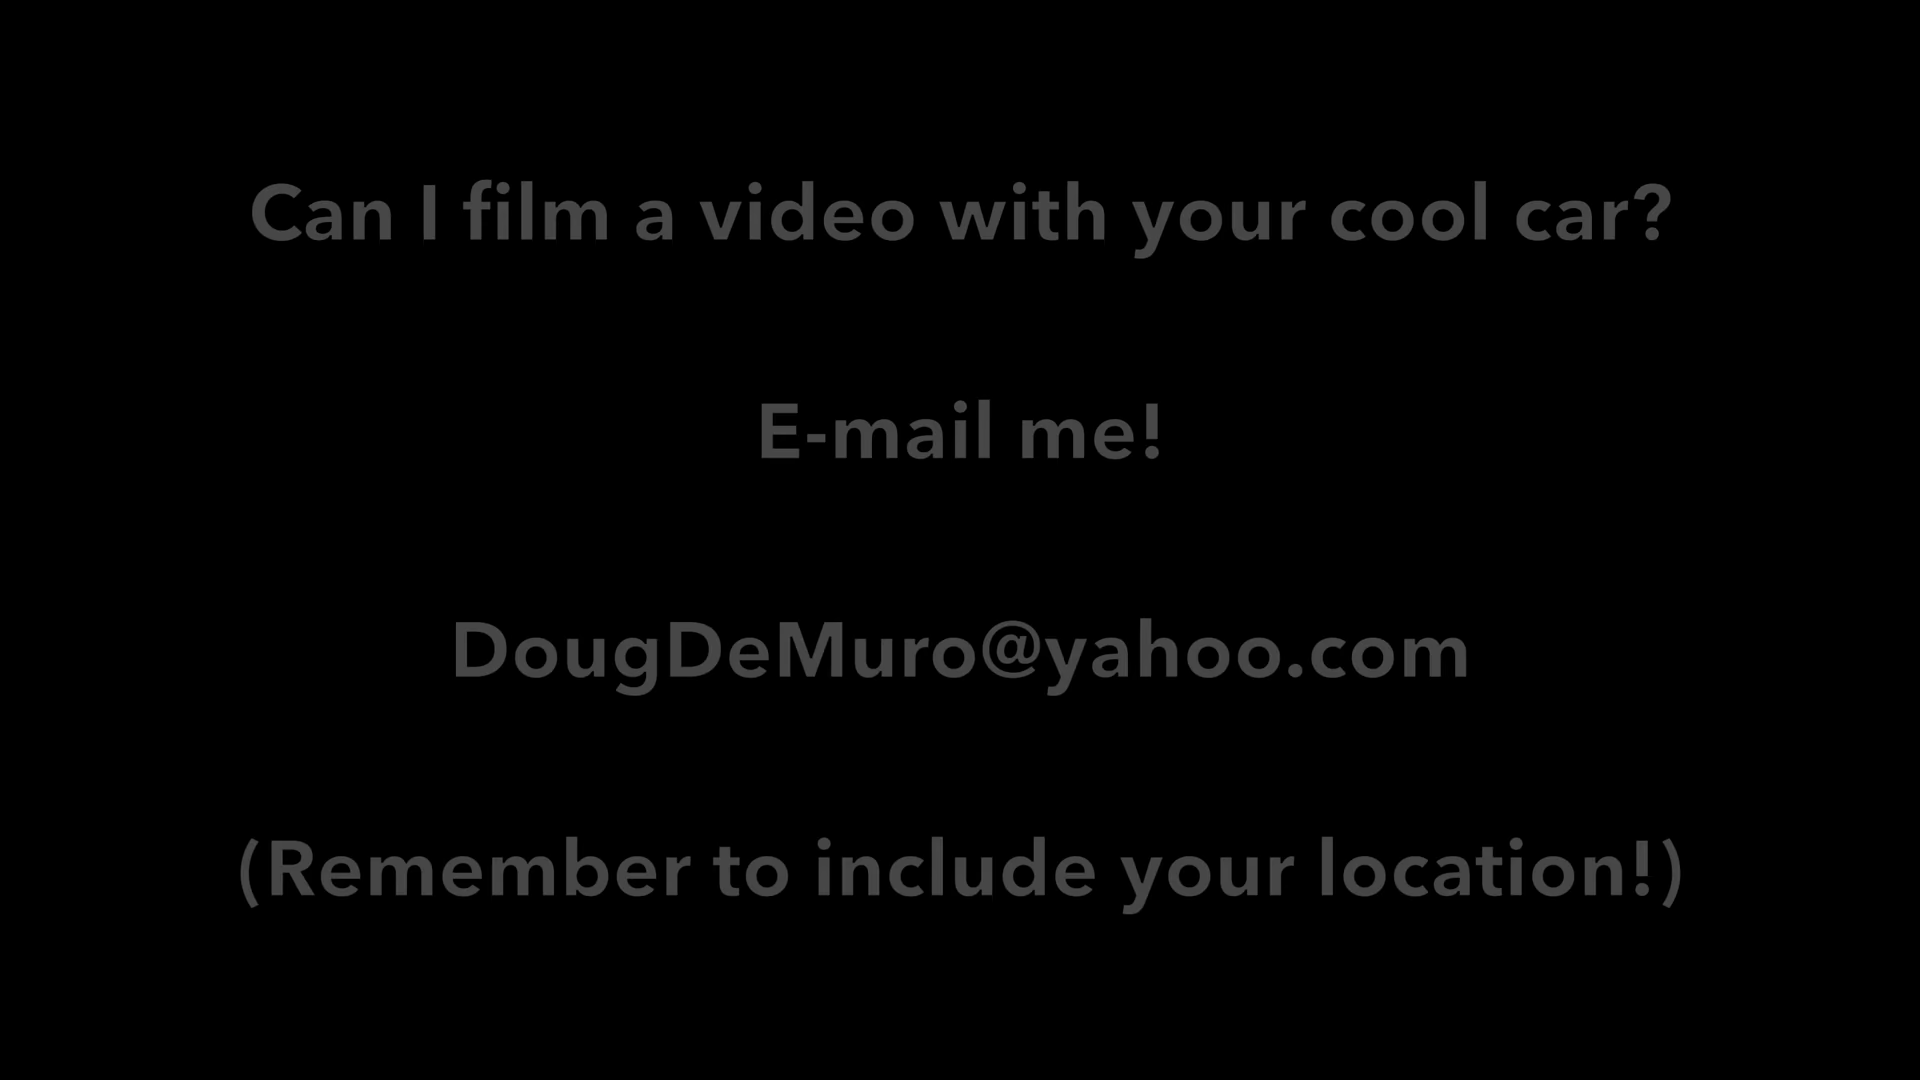 Can I film a video with your cool car?
E-mail me!
DougDeMuro@yahoo.com
(Remember to include your location!)